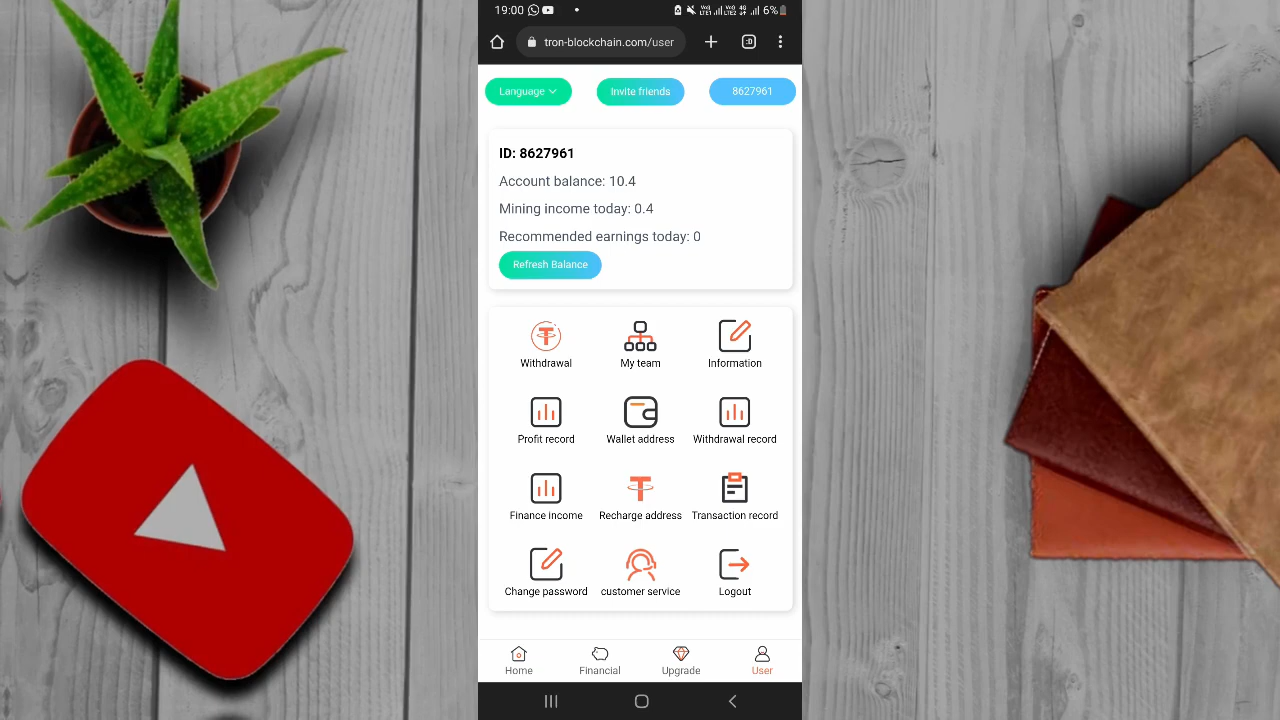 19:00
6%
tron-blockchain.com/user
Language
Invite friends
8627961
ID: 8627961
Account balance: 10.4
Mining income today: 0.4
Recommended earnings today: 0
Refresh Balance
Withdrawal
My team
Information
Profit record
Wallet address
Withdrawal record
Finance income
Recharge address
Transaction record
Change password
customer service
Logout
Home
Financial
Upgrade
User